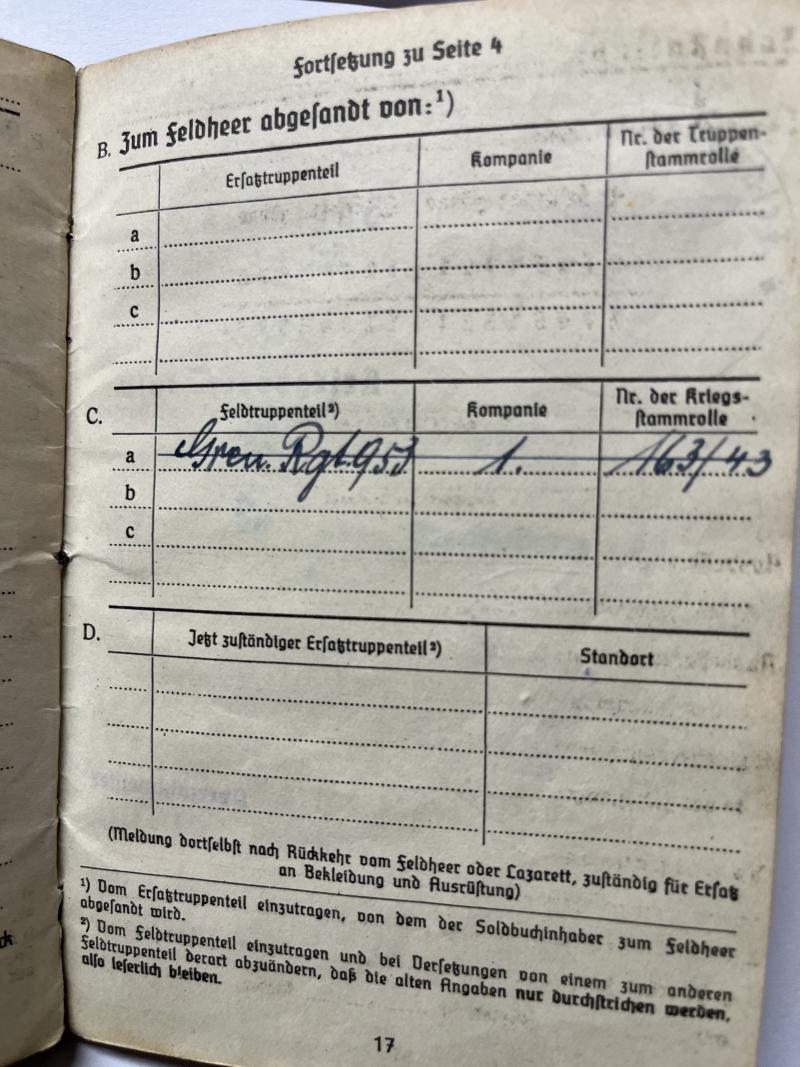 Fortsetzung zu Seite 4
B. Zum Feldheer abgesandt von:¹)
Ersatztruppenteil Kompanie Nr. der Truppen-
stammrolle
a
b
c
C. Feldtruppenteil²) Kompanie Nr. der Kriegs-
stammrolle
a Gren. Rgt. 953 1. 163/43
b
c
D. Jetzt zuständiger Ersatztruppenteil²) Standort
(Meldung dortselbst nach Rückkehr vom Feldheer oder Lazarett, zuständig für Ersatz
an Bekleidung und Ausrüstung)
¹) Vom Ersatztruppenteil einzutragen, von dem der Soldbuchinhaber zum Feldheer
abgesandt wird.
²) Vom Feldtruppenteil einzutragen und bei Versetzungen von einem zum anderen
Feldtruppenteil derart abzuändern, daß die alten Angaben nur durchstrichen werden,
also leserlich bleiben.
17